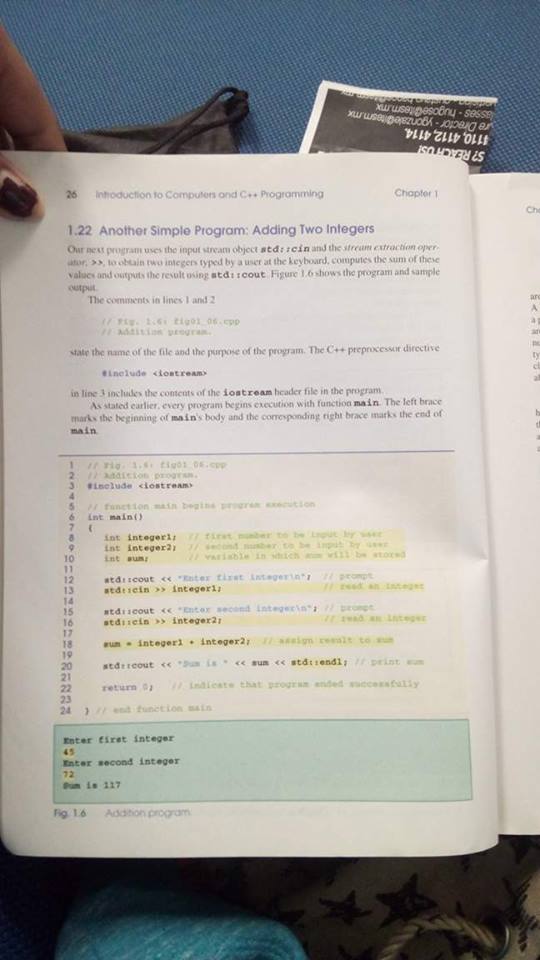 4110, 4112 4114,
S7 REACH US!
26 Introduction to Computers and C++ Programming Chapter 1
1.22 Another Simple Program: Adding Two Integers
Our next program uses the input stream object std::cin and the stream extraction oper-
ator, >>, to obtain two integers typed by a user at the keyboard, computes the sum of these
values and outputs the result using std::cout. Figure 1.6 shows the program and sample
output.
The comments in lines 1 and 2
// Fig. 1.6: fig01_06.cpp
// Addition program.
state the name of the file and the purpose of the program. The C++ preprocessor directive
#include <iostream>
in line 3 includes the contents of the iostream header file in the program.
As stated earlier, every program begins execution with function main. The left brace
marks the beginning of main's body and the corresponding right brace marks the end of
main.
1 // Fig. 1.6: fig01_06.cpp
2 // Addition program.
3 #include <iostream>
4
5 // function main begins program execution
6 int main()
7 {
8 int integer1; // first number to be input by user
9 int integer2; // second number to be input by user
10 int sum; // variable in which sum will be stored
11
12 std::cout << "Enter first integer\n"; // prompt
13 std::cin >> integer1; // read an integer
14
15 std::cout << "Enter second integer\n"; // prompt
16 std::cin >> integer2; // read an integer
17
18 sum = integer1 + integer2; // assign result to sum
19
20 std::cout << "Sum is " << sum << std::endl; // print sum
21
22 return 0; // indicate that program ended successfully
23
24 } // end function main
Enter first integer
45
Enter second integer
72
Sum is 117
Fig. 1.6 Addition program.